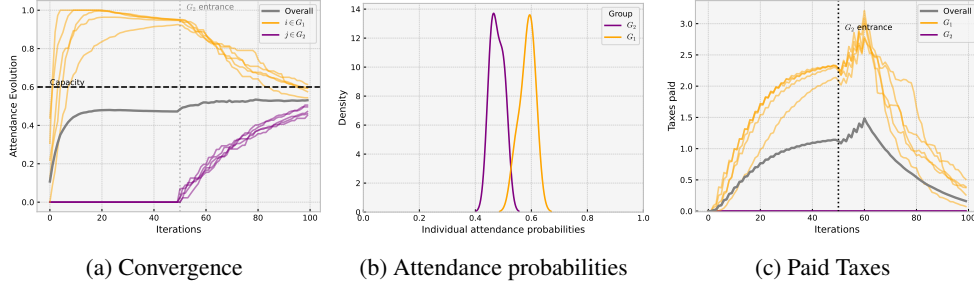 G₂ entrance
Overall
i ∈ G₁
j ∈ G₂
Capacity
Attendance Evolution
1.0
0.8
0.6
0.4
0.2
0.0
0 20 40 60 80 100
Iterations
(a) Convergence
Group
G₂
G₁
Density
14
12
10
8
6
4
2
0
0.0 0.2 0.4 0.6 0.8 1.0
Individual attendance probabilities
(b) Attendance probabilities
Overall
G₁
G₂
G₂ entrance
Taxes paid
3.0
2.5
2.0
1.5
1.0
0.5
0.0
0 20 40 60 80 100
Iterations
(c) Paid Taxes